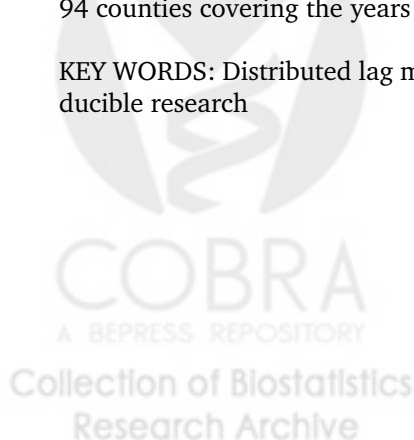 94 counties covering the years
KEY WORDS: Distributed lag m
ducible research
COBRA
A BEPRESS REPOSITORY
Collection of Biostatistics
Research Archive